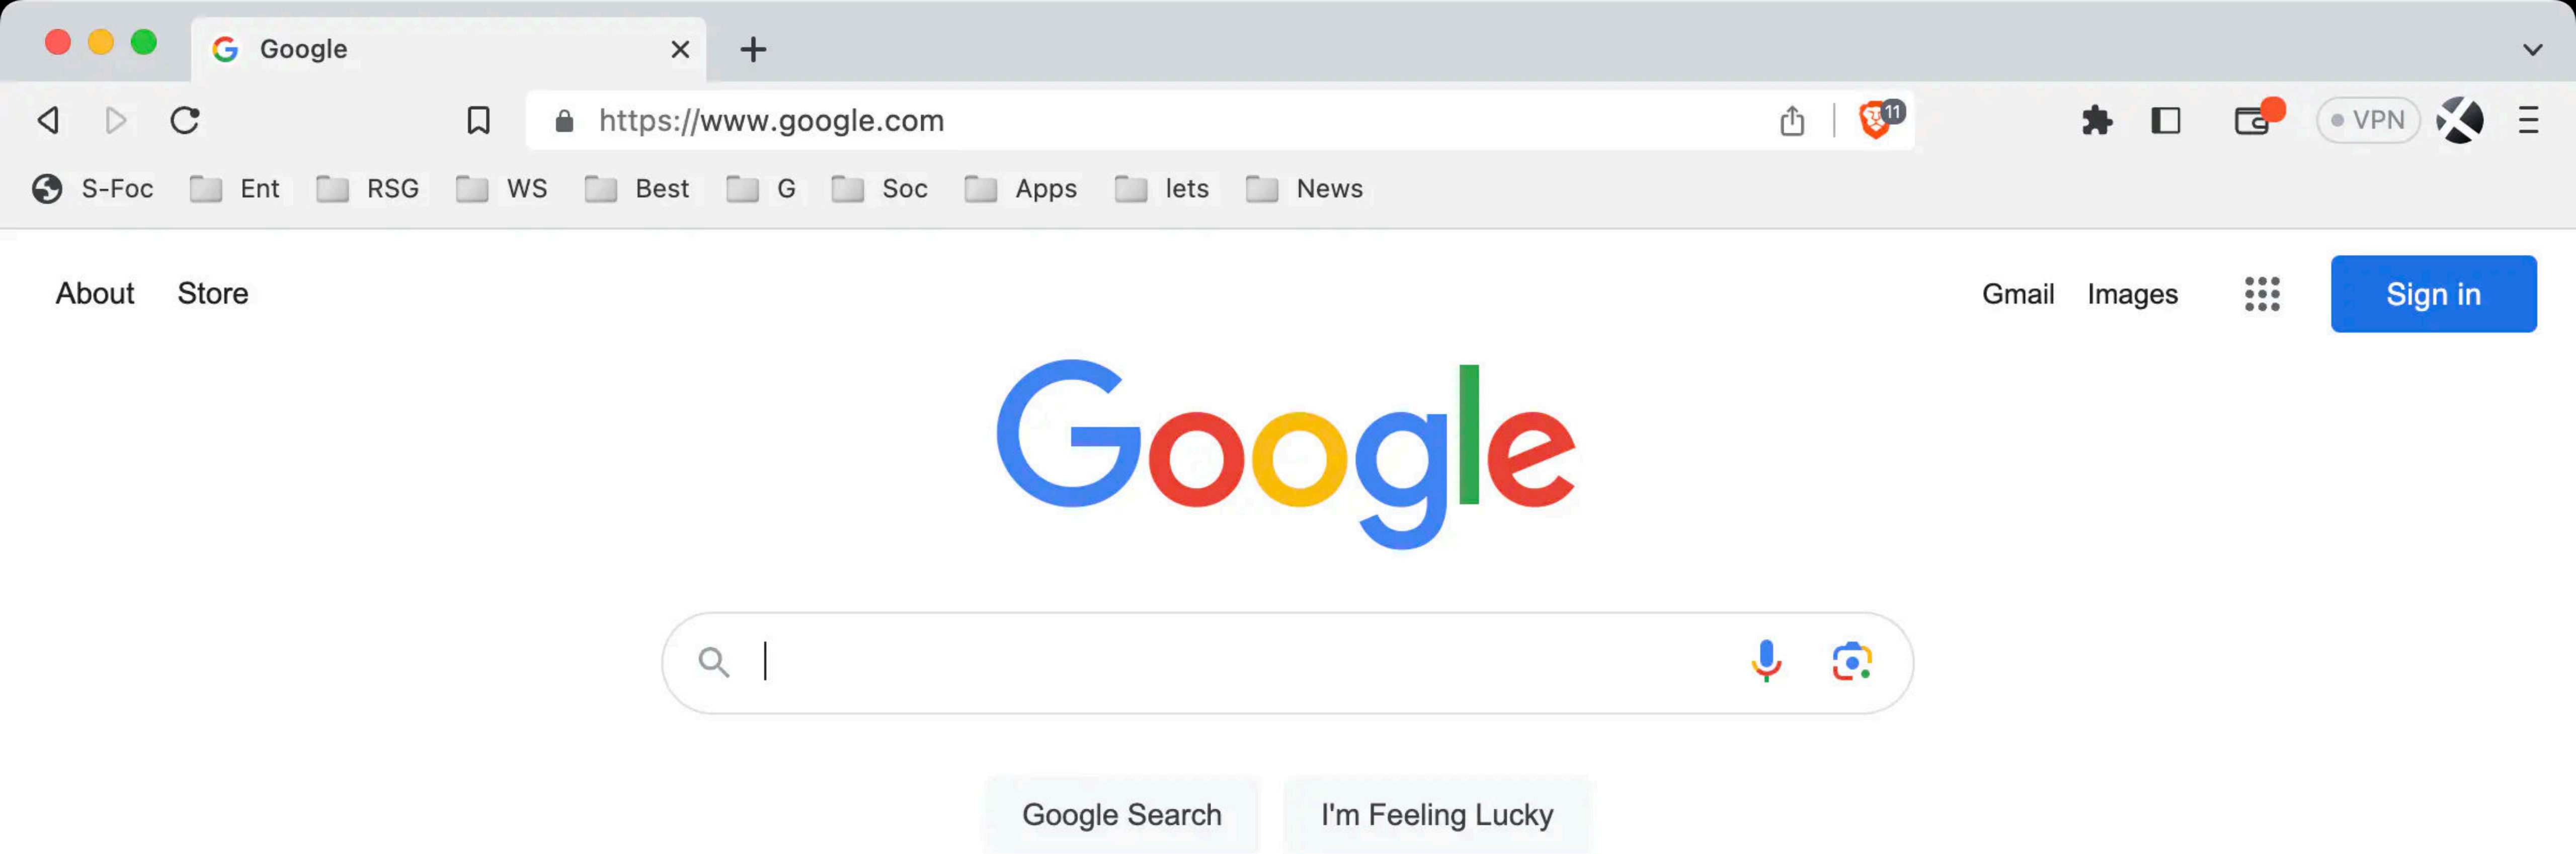 Google
https://www.google.com 11 VPN
S-Foc Ent RSG WS Best G Soc Apps lets News
About Store Gmail Images Sign in
Google
Google Search I'm Feeling Lucky